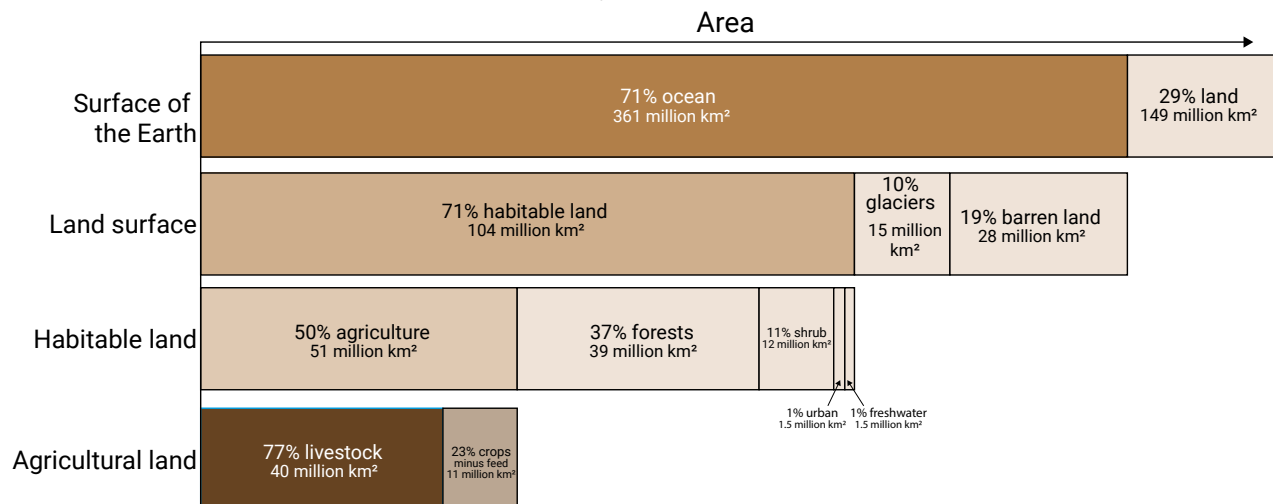 Area
Surface of
the Earth
71% ocean
361 million km²
29% land
149 million km²
Land surface
71% habitable land
104 million km²
10%
glaciers
15 million
km²
19% barren land
28 million km²
Habitable land
50% agriculture
51 million km²
37% forests
39 million km²
11% shrub
12 million km²
1% urban
1.5 million km²
1% freshwater
1.5 million km²
Agricultural land
77% livestock
40 million km²
23% crops
minus feed
11 million km²